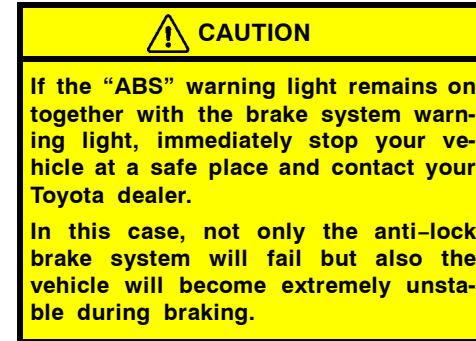 CAUTION
If the “ABS” warning light remains on
together with the brake system warn-
ing light, immediately stop your ve-
hicle at a safe place and contact your
Toyota dealer.
In this case, not only the anti–lock
brake system will fail but also the
vehicle will become extremely unsta-
ble during braking.